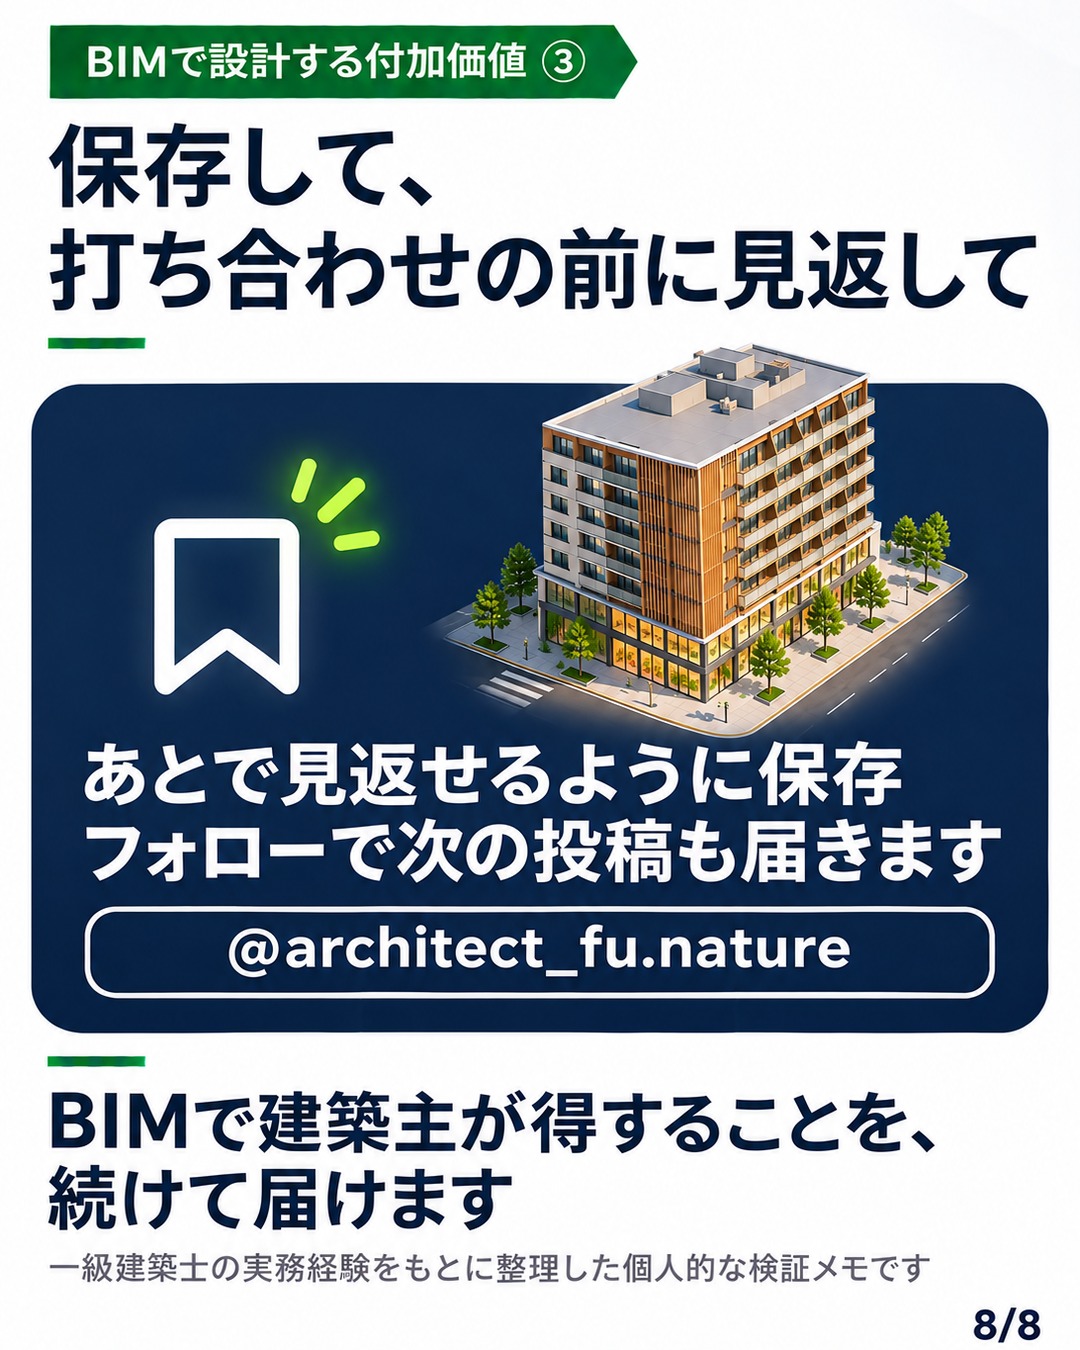 BIMで設計する付加価値 ③
保存して、
打ち合わせの前に見返して
あとで見返せるように保存
フォローで次の投稿も届きます
@architect_fu.nature
BIMで建築主が得することを、
続けて届けます
一級建築士の実務経験をもとに整理した個人的な検証メモです
8/8